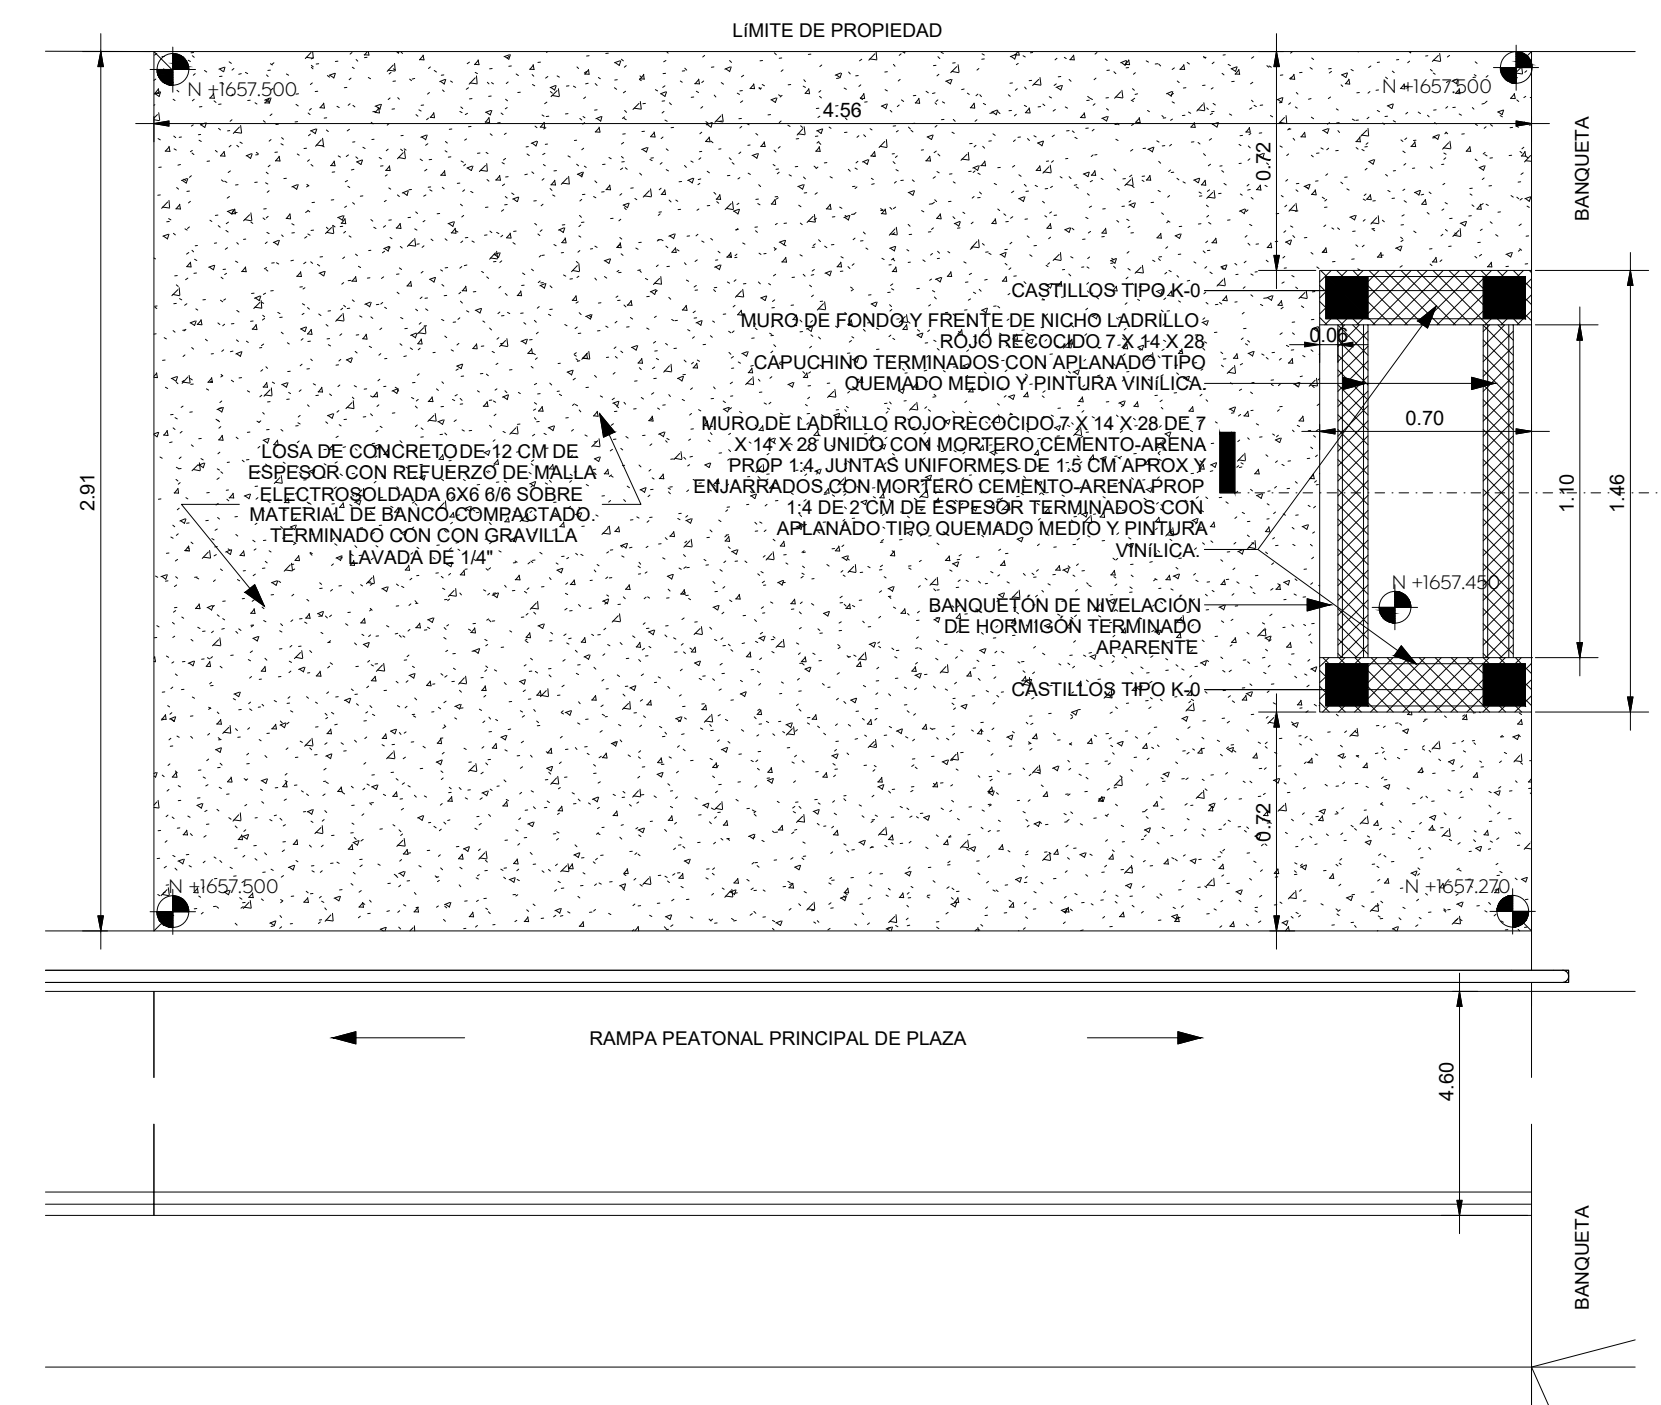 LíMITE DE PROPIEDAD
N +1657.500
N +1657.500
4.56
0.72
BANQUETA
CASTILLOS TIPO K-0
MURO DE FONDO Y FRENTE DE NICHO LADRILLO
ROJO RECOCIDO 7 X 14 X 28
CAPUCHINO TERMINADOS CON APLANADO TIPO
QUEMADO MEDIO Y PINTURA VINíLICA.
0.06
0.70
MURO DE LADRILLO ROJO RECOCIDO 7 X 14 X 28 DE 7
X 14 X 28 UNIDO CON MORTERO CEMENTO-ARENA
PROP 1:4, JUNTAS UNIFORMES DE 1.5 CM APROX Y
ENJARRADOS CON MORTERO CEMENTO-ARENA PROP
1:4 DE 2 CM DE ESPESOR TERMINADOS CON
APLANADO TIPO QUEMADO MEDIO Y PINTURA
VINíLICA.
LOSA DE CONCRETO DE 12 CM DE
ESPESOR CON REFUERZO DE MALLA
ELECTROSOLDADA 6X6 6/6 SOBRE
MATERIAL DE BANCO COMPACTADO.
TERMINADO CON CON GRAVILLA
LAVADA DE 1/4"
2.91
1.10
1.46
N +1657.450
BANQUETÓN DE NIVELACIÓN
DE HORMIGÓN TERMINADO
APARENTE
CASTILLOS TIPO K-0
0.72
N +1657.500
N +1657.270
RAMPA PEATONAL PRINCIPAL DE PLAZA
4.60
BANQUETA